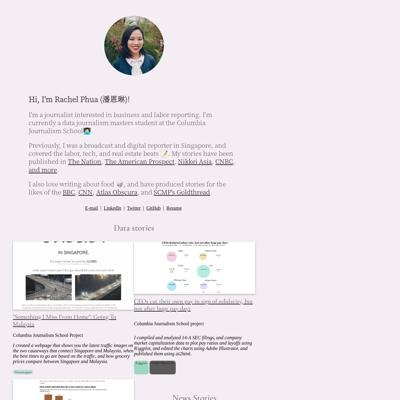 Hi, I'm Rachel Phua (潘恩琳)!
I'm a journalist interested in business and labor reporting. I'm
currently a data journalism masters student at the Columbia
Journalism School
Previously, I was a broadcast and digital reporter in Singapore, and
covered the labor, tech, and real estate beats 📝. My stories have been
published in The Nation, The American Prospect, Nikkei Asia, CNBC,
and more.
I also love writing about food 🍜, and have produced stories for the
likes of the BBC, CNN, Atlas Obscura, and SCMP's Goldthread.
E-mail | LinkedIn | Twitter | GitHub | Resume
Data stories
IN SINGAPORE.
"Something I Miss From Home": Going To
Malaysia
Columbia Journalism School Project
I created a webpage that shows you the latest traffic images on
the two causeways that connect Singapore and Malaysia, when
the best times to go are based on the traffic, and how grocery
prices compare between Singapore and Malaysia.
CEOs cut their own pay in sign of solidarity, but
not after huge pay days
Columbia Journalism School project
I compiled and analyzed 14-A SEC filings, and company
market capitalization data to plot pay ratios and layoffs using
R/ggplot, and edited the charts using Adobe Illustrator, and
published them using ai2html.
News Stories